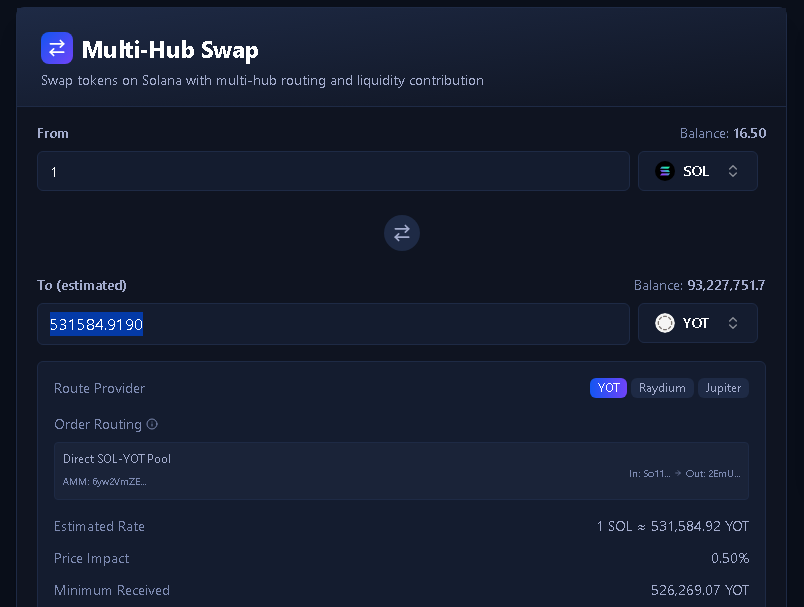 Multi-Hub Swap
Swap tokens on Solana with multi-hub routing and liquidity contribution
From Balance: 16.50
1 SOL
To (estimated) Balance: 93,227,751.7
531584.9190 YOT
Route Provider YOT Raydium Jupiter
Order Routing
Direct SOL-YOT Pool
AMM: 6yw2VmZE... In: So11... → Out: 2EmU...
Estimated Rate 1 SOL ≈ 531,584.92 YOT
Price Impact 0.50%
Minimum Received 526,269.07 YOT